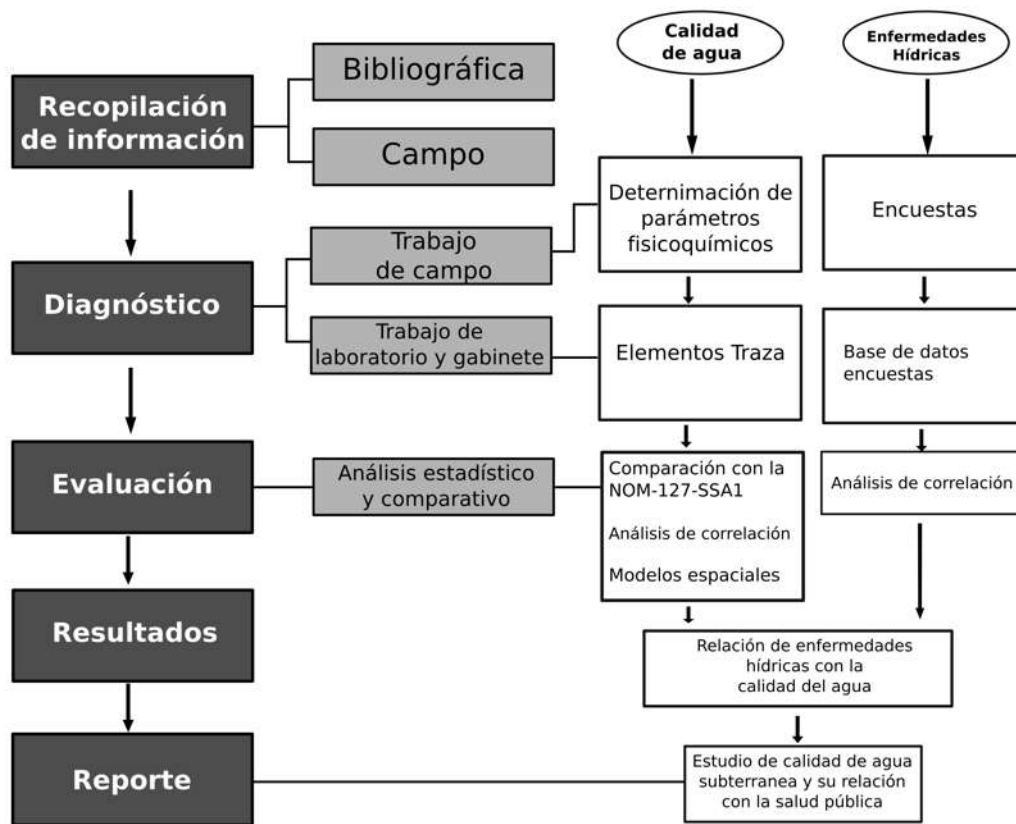 Recopilación
de información
Bibliográfica
Campo
Diagnóstico
Trabajo
de campo
Trabajo de
laboratorio y gabinete
Evaluación
Análisis estadístico
y comparativo
Resultados
Reporte
Calidad
de agua
Deternimación de
parámetros
fisicoquímicos
Elementos Traza
Comparación con la
NOM-127-SSA1
Análisis de correlación
Modelos espaciales
Enfermedades
Hídricas
Encuestas
Base de datos
encuestas
Análisis de correlación
Relación de enfermedades
hídricas con la
calidad del agua
Estudio de calidad de agua
subterranea y su relación
con la salud pública